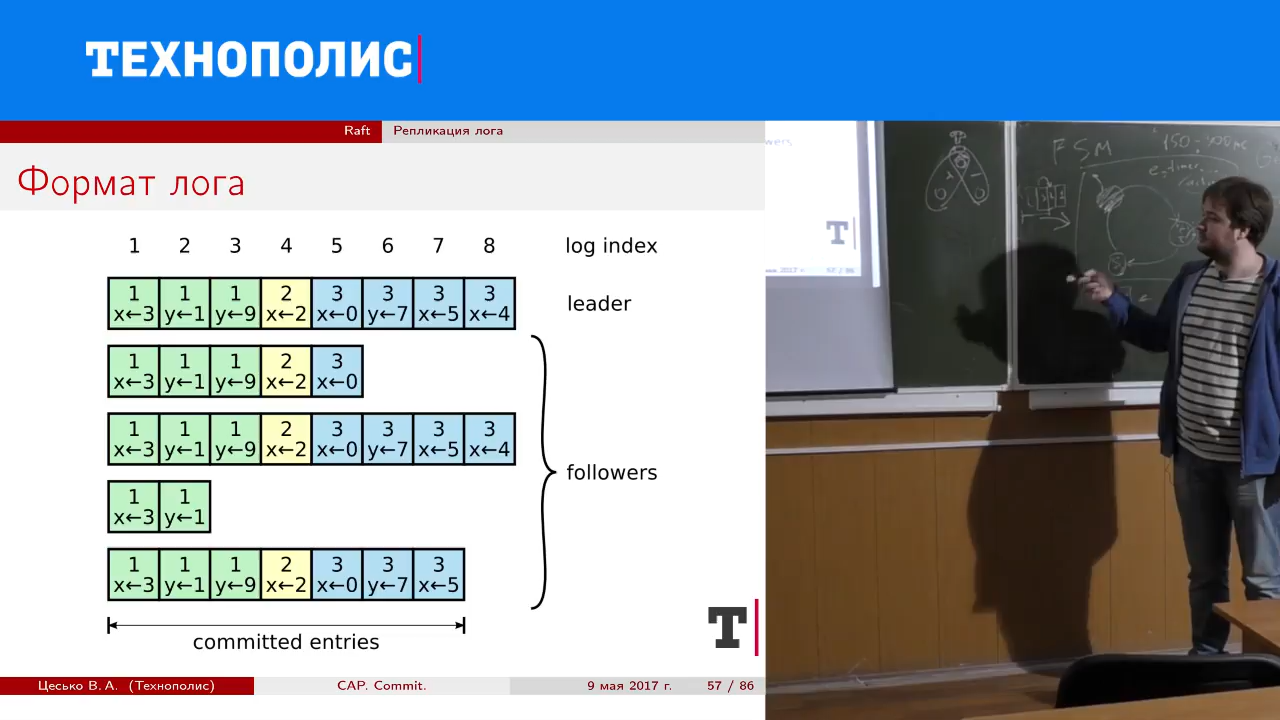 ТЕХНОПОЛИС
Raft Репликация лога
Формат лога
1 2 3 4 5 6 7 8 log index
1 1 1 2 3 3 3 3
x←3 y←1 y←9 x←2 x←0 y←7 x←5 x←4
leader
1 1 1 2 3
x←3 y←1 y←9 x←2 x←0
1 1 1 2 3 3 3 3
x←3 y←1 y←9 x←2 x←0 y←7 x←5 x←4
followers
1 1
x←3 y←1
1 1 1 2 3 3 3
x←3 y←1 y←9 x←2 x←0 y←7 x←5
committed entries
T
Цесько В. А. (Технополис) CAP. Commit. 9 мая 2017 г. 57 / 86
T
57 / 86
FSM
150-300